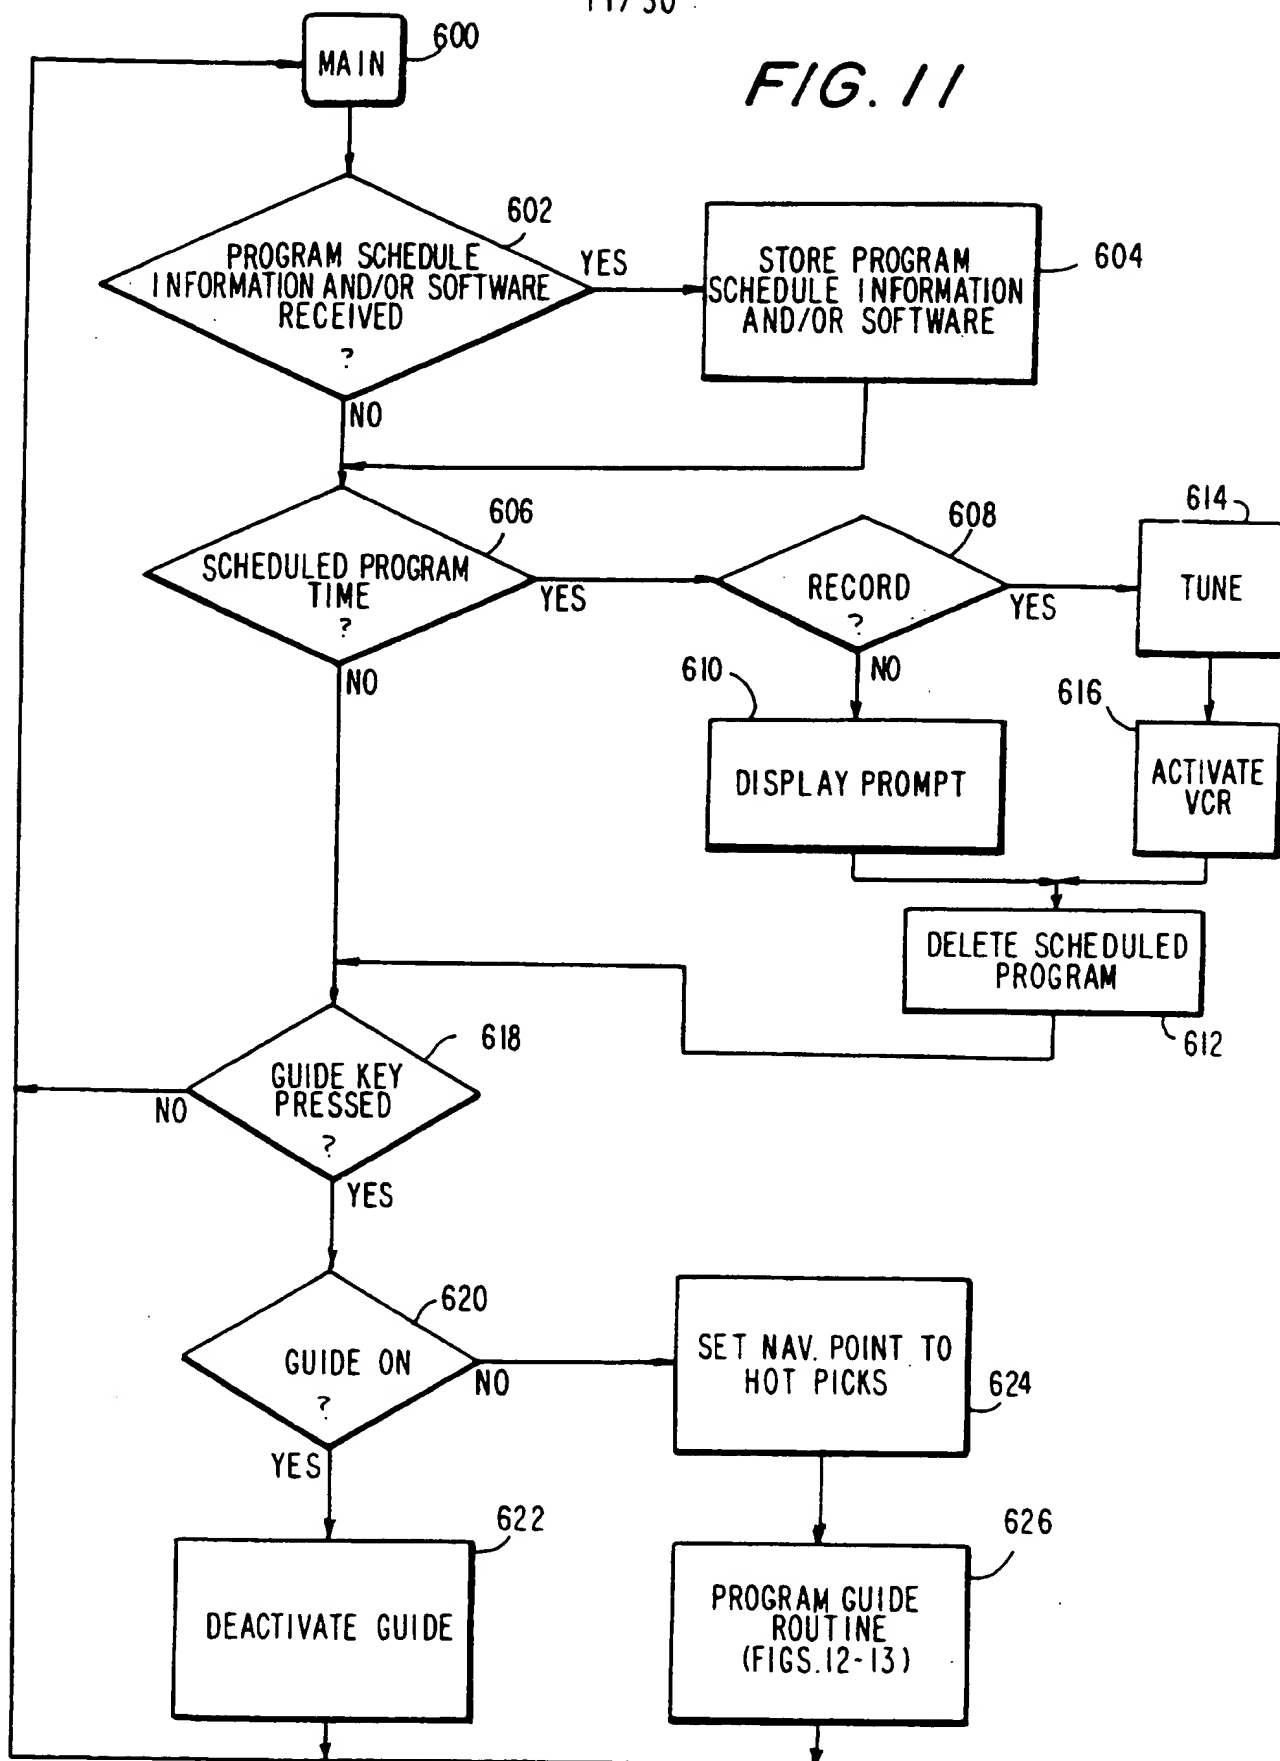 MAIN
600
FIG. 11
602
PROGRAM SCHEDULE
INFORMATION AND/OR SOFTWARE
RECEIVED
?
YES
STORE PROGRAM
SCHEDULE INFORMATION
AND/OR SOFTWARE
604
NO
606
SCHEDULED PROGRAM
TIME
?
YES
608
RECORD
?
YES
614
TUNE
NO
NO
610
DISPLAY PROMPT
616
ACTIVATE
VCR
DELETE SCHEDULED
PROGRAM
612
618
GUIDE KEY
PRESSED
?
NO
YES
620
GUIDE ON
?
NO
SET NAV. POINT TO
HOT PICKS
624
YES
622
DEACTIVATE GUIDE
626
PROGRAM GUIDE
ROUTINE
(FIGS.12-13)